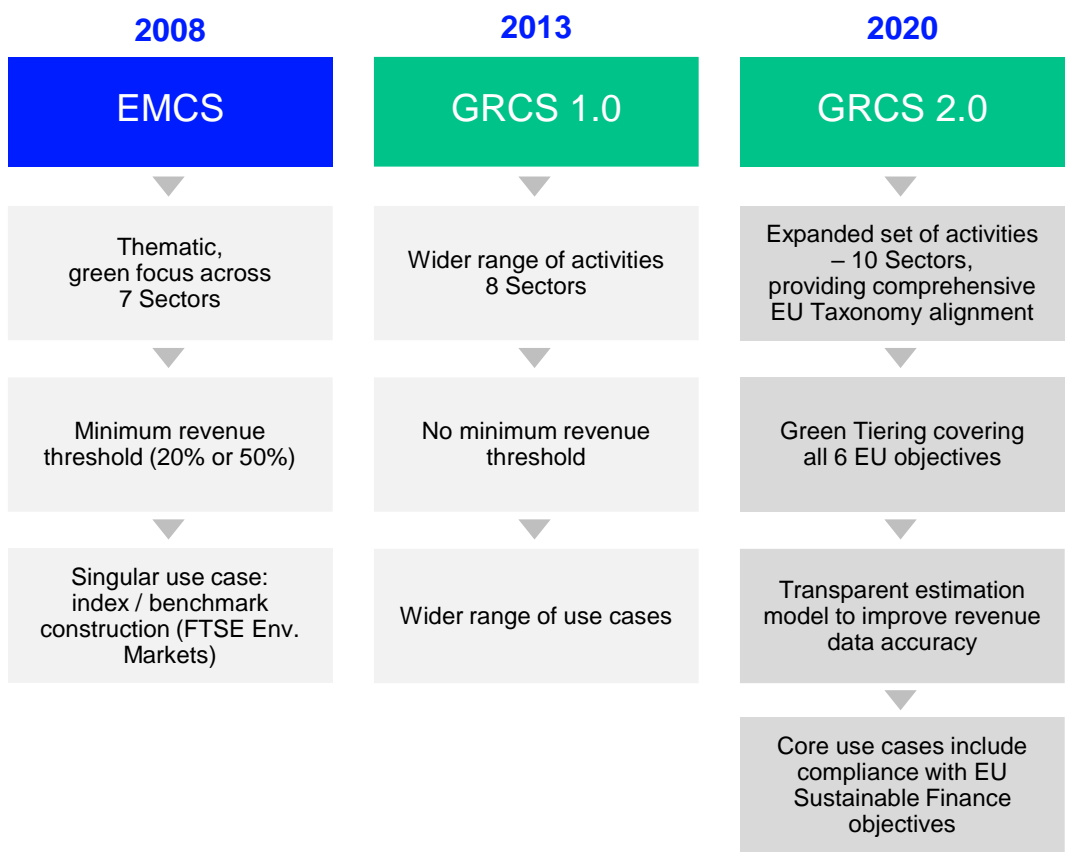 2008
EMCS
Thematic,
green focus across
7 Sectors
Minimum revenue
threshold (20% or 50%)
Singular use case:
index / benchmark
construction (FTSE Env.
Markets)
2013
GRCS 1.0
Wider range of activities
8 Sectors
No minimum revenue
threshold
Wider range of use cases
2020
GRCS 2.0
Expanded set of activities
– 10 Sectors,
providing comprehensive
EU Taxonomy alignment
Green Tiering covering
all 6 EU objectives
Transparent estimation
model to improve revenue
data accuracy
Core use cases include
compliance with EU
Sustainable Finance
objectives